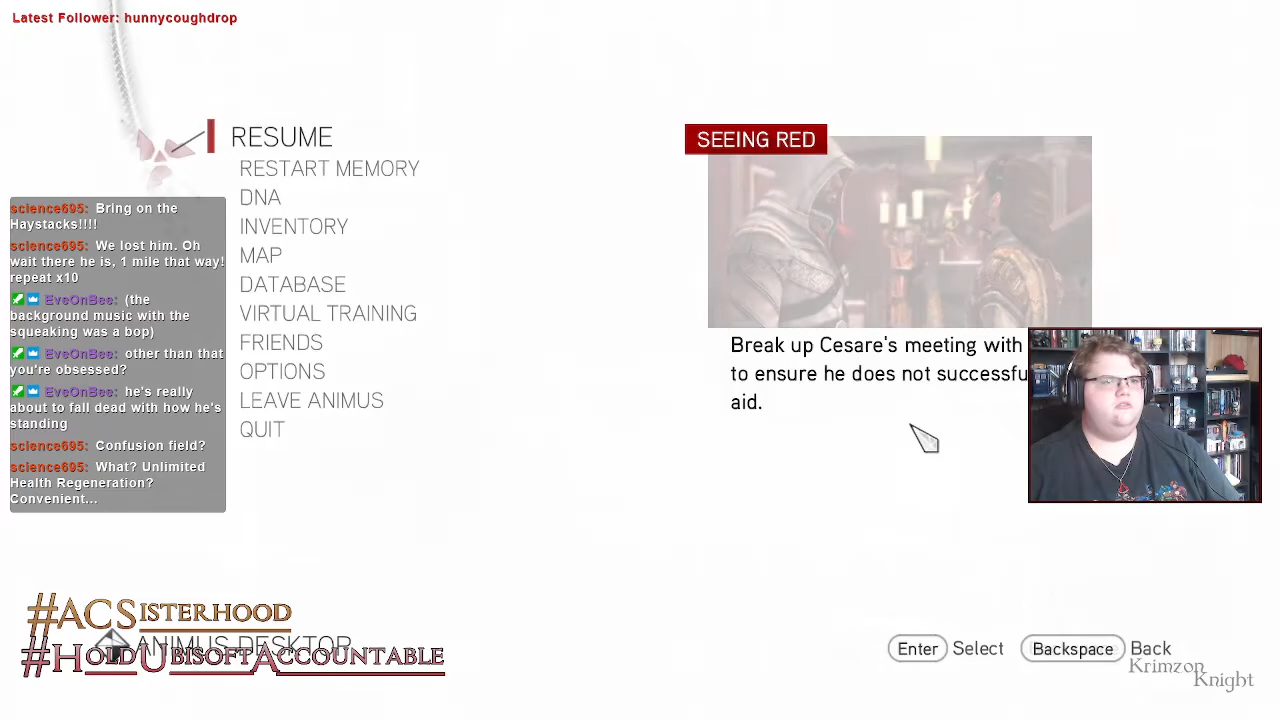 Latest Follower: hunnycoughdrop
RESUME
RESTART MEMORY
DNA
INVENTORY
MAP
DATABASE
VIRTUAL TRAINING
FRIENDS
OPTIONS
LEAVE ANIMUS
QUIT
science695: Bring on the
Haystacks!!!!
science695: We lost him. Oh
wait there he is, 1 mile that way!
repeat x10
EveOnBee: (the
background music with the
squeaking was a bop)
EveOnBee: other than that
you're obsessed?
EveOnBee: he's really
about to fall dead with how he's
standing
science695: Confusion field?
science695: What? Unlimited
Health Regeneration?
Convenient...
SEEING RED
Break up Cesare's meeting with
to ensure he does not successfu
aid.
#ACSISTERHOOD
ANIMUS DESKTOP
#HOLDUBISOFTACCOUNTABLE
Enter Select Backspace Back
Krimzon
Knight